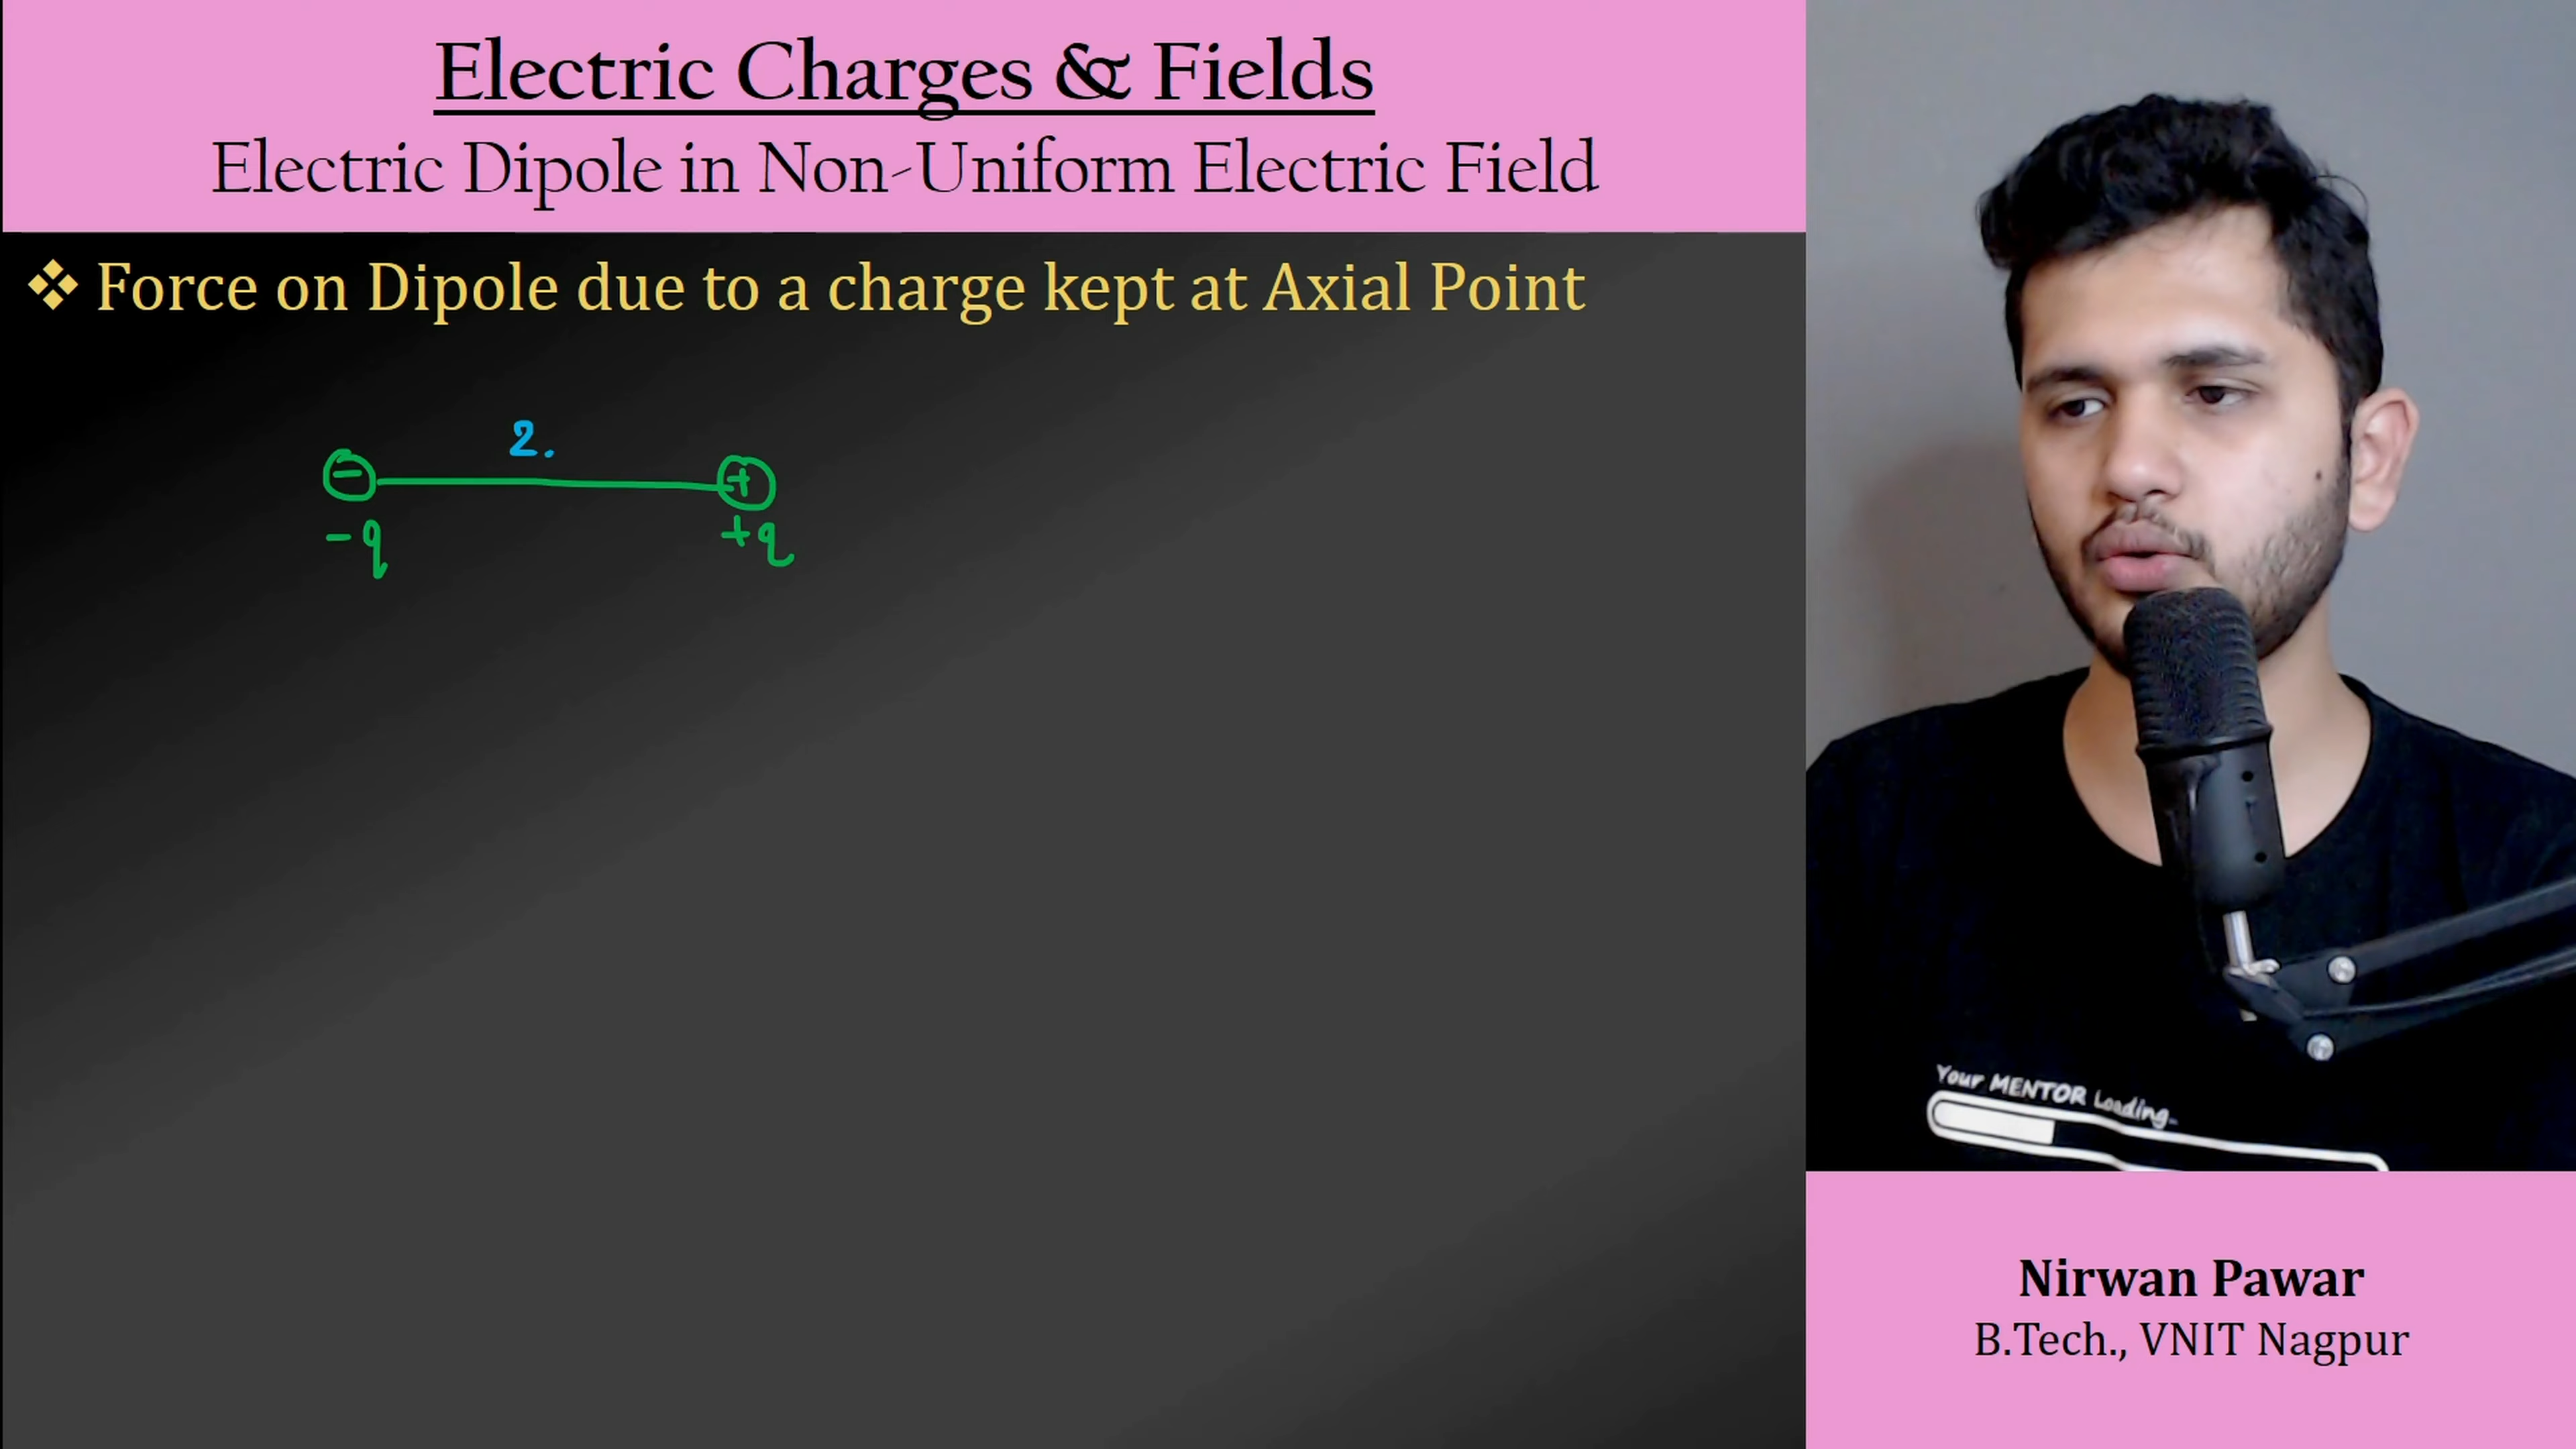 Electric Charges & Fields
Electric Dipole in Non-Uniform Electric Field
❖ Force on Dipole due to a charge kept at Axial Point
2.
-
+
-q
+q
Your MENTOR Loading..
Nirwan Pawar
B.Tech., VNIT Nagpur